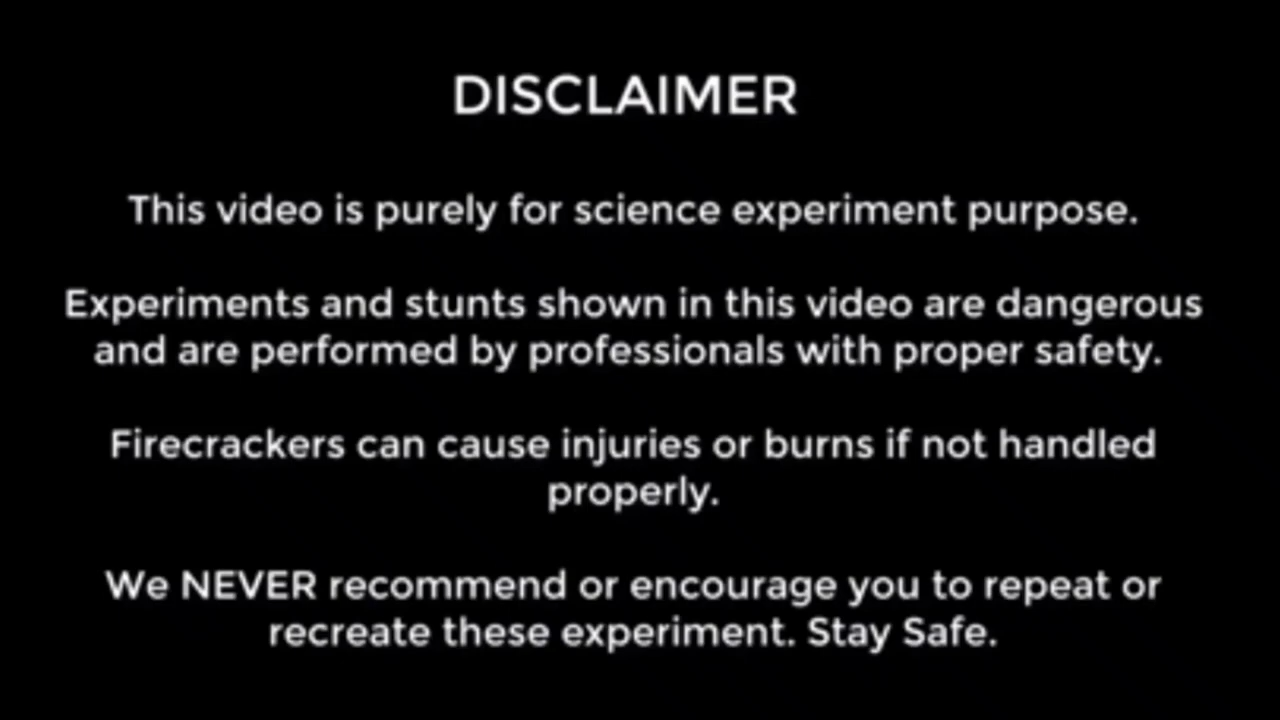 DISCLAIMER
This video is purely for science experiment purpose.
Experiments and stunts shown in this video are dangerous
and are performed by professionals with proper safety.
Firecrackers can cause injuries or burns if not handled
properly.
We NEVER recommend or encourage you to repeat or
recreate these experiment. Stay Safe.